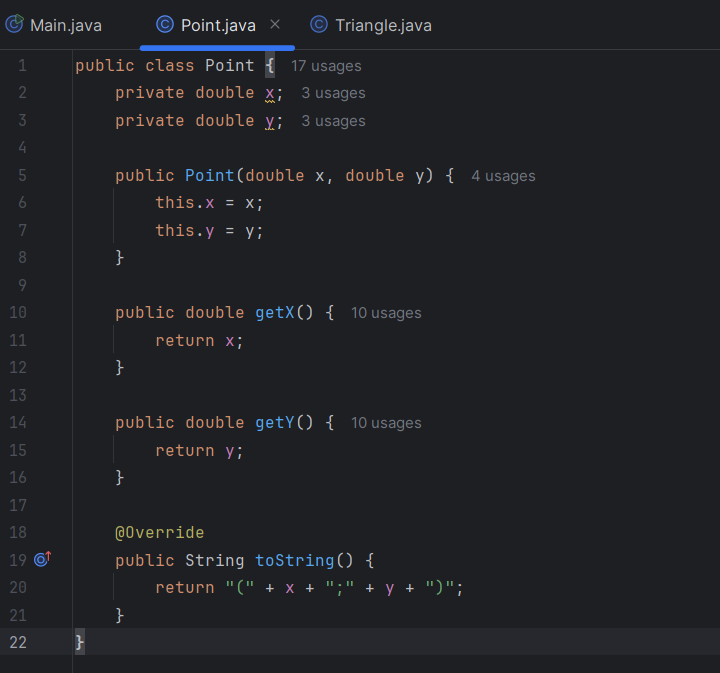 Main.java Point.java Triangle.java
1 public class Point { 17 usages
2     private double x; 3 usages
3     private double y; 3 usages
4
5     public Point(double x, double y) { 4 usages
6         this.x = x;
7         this.y = y;
8     }
9
10     public double getX() { 10 usages
11         return x;
12     }
13
14     public double getY() { 10 usages
15         return y;
16     }
17
18     @Override
19     public String toString() {
20         return "(" + x + ";" + y + ")";
21     }
22 }